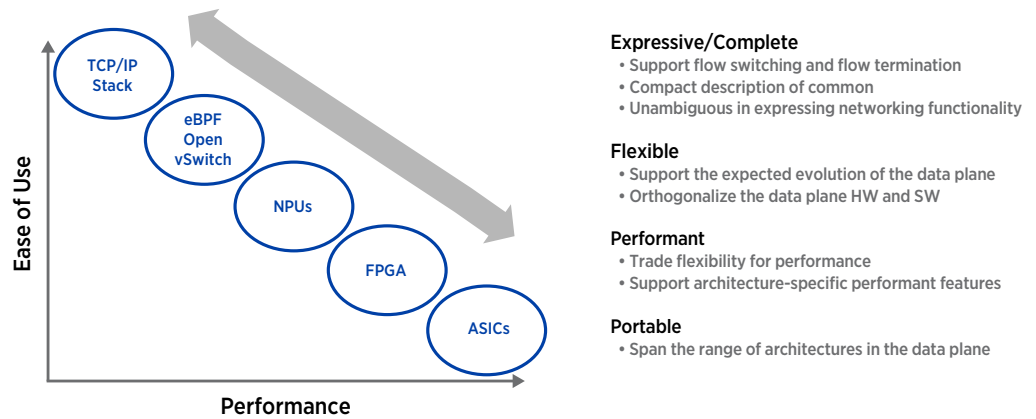 TCP/IP
Stack
eBPF
Open
vSwitch
NPUs
FPGA
ASICs
Ease of Use
Performance
Expressive/Complete
• Support flow switching and flow termination
• Compact description of common
• Unambiguous in expressing networking functionality
Flexible
• Support the expected evolution of the data plane
• Orthogonalize the data plane HW and SW
Performant
• Trade flexibility for performance
• Support architecture-specific performant features
Portable
• Span the range of architectures in the data plane